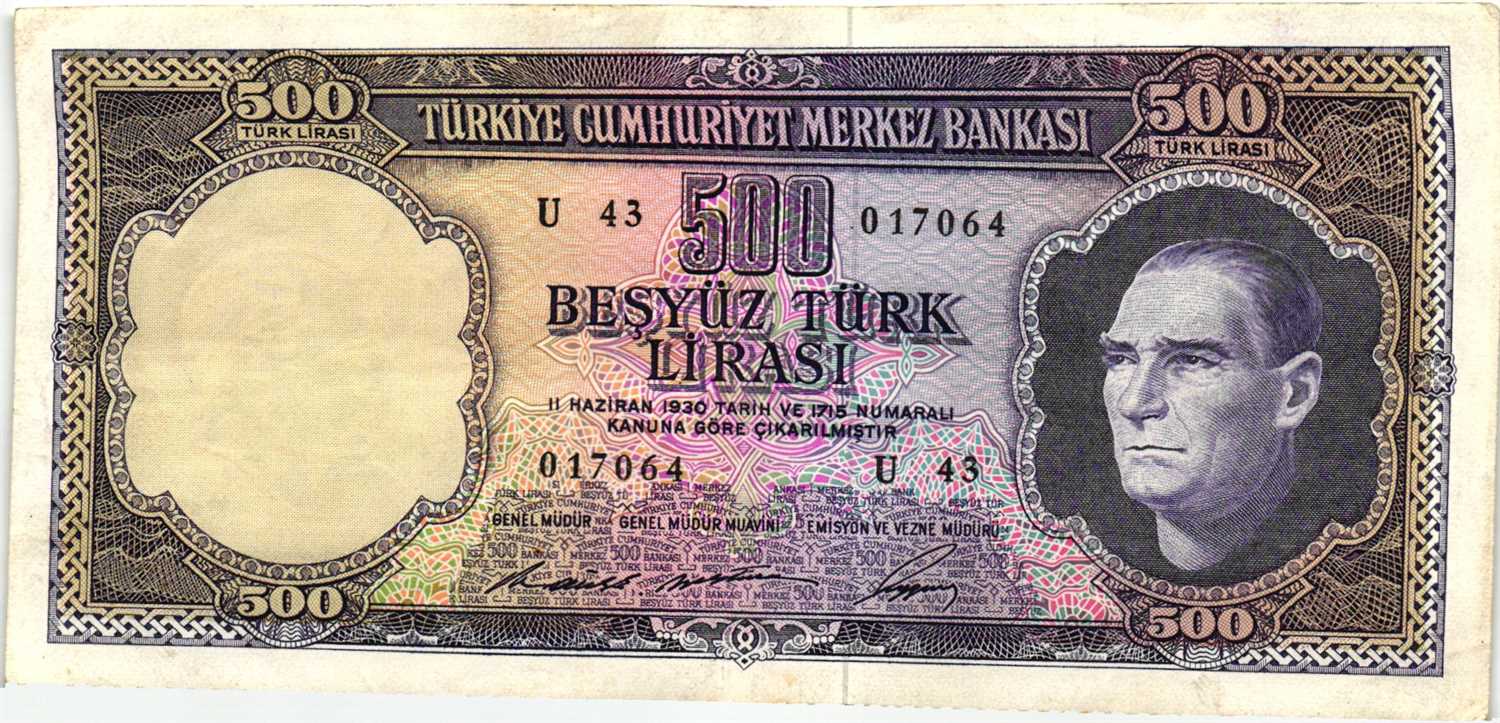 500
TÜRK LİRASI
TÜRKİYE CUMHURİYET MERKEZ BANKASI
500
TÜRK LİRASI
U 43
500
017064
BEŞYÜZ TÜRK
LİRASI
11 HAZİRAN 1930 TARİH VE 1715 NUMARALI
KANUNA GÖRE ÇIKARILMIŞTIR
017064
U 43
GENEL MÜDÜR
GENEL MÜDÜR MUAVİNİ
EMİSYON VE VEZNE MÜDÜRÜ
500
500